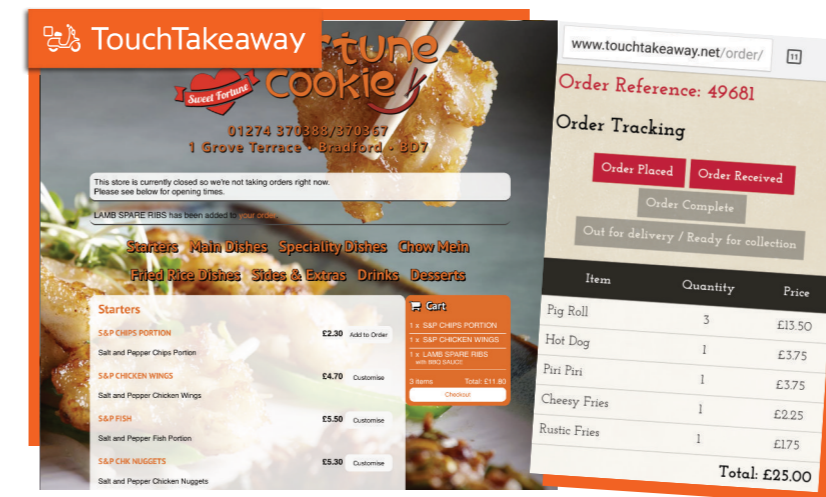 TouchTakeaway
Cookie
Sweet Fortune
01274 370388/370367
1 Grove Terrace • Bradford • BD7
This store is currently closed so we're not taking orders right now.
Please see below for opening times.
LAMB SPARE RIBS has been added to your order
Starters Main Dishes Speciality Dishes Chow Mein
Fried Rice Dishes Sides & Extras Drinks Desserts
Starters
S&P CHIPS PORTION £2.30 Add to Order
Salt and Pepper Chips Portion
S&P CHICKEN WINGS £4.70 Customise
Salt and Pepper Chicken Wings
S&P FISH £5.50 Customise
Salt and Pepper Fish Portion
S&P CHK NUGGETS £5.30 Customise
Salt and Pepper Chicken Nuggets
Cart
1 x S&P CHIPS PORTION
1 x S&P CHICKEN WINGS
1 x LAMB SPARE RIBS
with BBQ SAUCE
3 items Total: £11.80
Checkout
www.touchtakeaway.net/order/ 11
Order Reference: 49681
Order Tracking
Order Placed Order Received
Order Complete
Out for delivery / Ready for collection
Item Quantity Price
Pig Roll 3 £13.50
Hot Dog 1 £3.75
Piri Piri 1 £3.75
Cheesy Fries 1 £2.25
Rustic Fries 1 £1.75
Total: £25.00